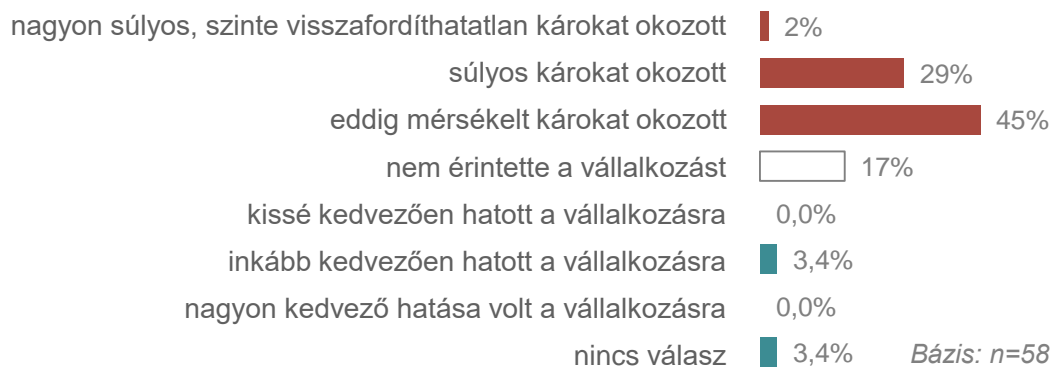 nagyon súlyos, szinte visszafordíthatatlan károkat okozott 2%
súlyos károkat okozott 29%
eddig mérsékelt károkat okozott 45%
nem érintette a vállalkozást 17%
kissé kedvezően hatott a vállalkozásra 0,0%
inkább kedvezően hatott a vállalkozásra 3,4%
nagyon kedvező hatása volt a vállalkozásra 0,0%
nincs válasz 3,4% Bázis: n=58